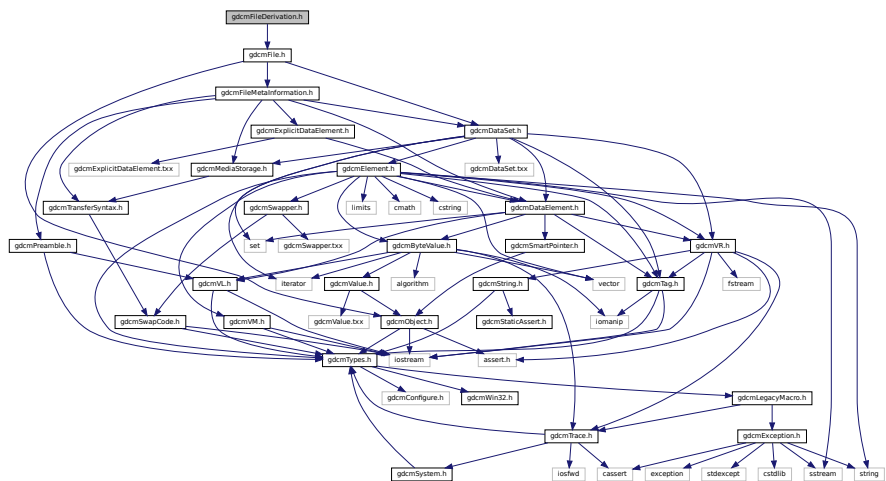 gdcmFileDerivation.h
gdcmFile.h
gdcmFileMetaInformation.h
gdcmExplicitDataElement.h
gdcmDataSet.h
gdcmExplicitDataElement.txx
gdcmMediaStorage.h
gdcmElement.h
gdcmDataSet.txx
gdcmTransferSyntax.h
gdcmSwapper.h
limits
cmath
cstring
gdcmDataElement.h
gdcmPreamble.h
set
gdcmSwapper.txx
gdcmByteValue.h
gdcmSmartPointer.h
gdcmVR.h
gdcmVL.h
iterator
gdcmValue.h
algorithm
gdcmString.h
vector
gdcmTag.h
fstream
gdcmSwapCode.h
gdcmVM.h
gdcmValue.txx
gdcmObject.h
gdcmStaticAssert.h
iomanip
gdcmTypes.h
iostream
assert.h
gdcmConfigure.h
gdcmWin32.h
gdcmLegacyMacro.h
gdcmTrace.h
gdcmException.h
gdcmSystem.h
iosfwd
cassert
exception
stdexcept
cstdlib
sstream
string